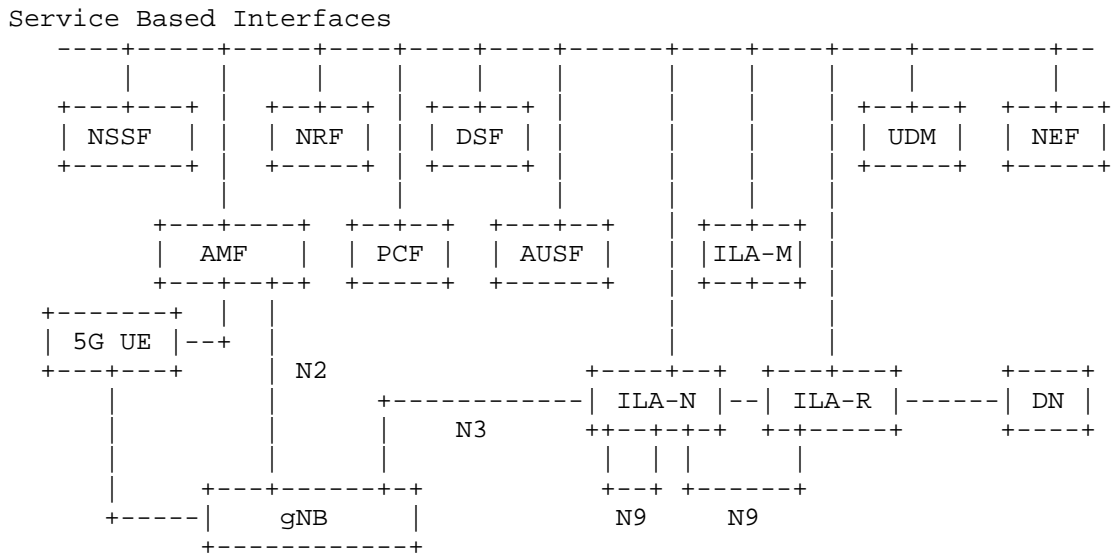 Service Based Interfaces
NSSF NRF DSF UDM NEF
AMF PCF AUSF ILA-M
5G UE
N2
ILA-N ILA-R DN
N3
gNB N9 N9